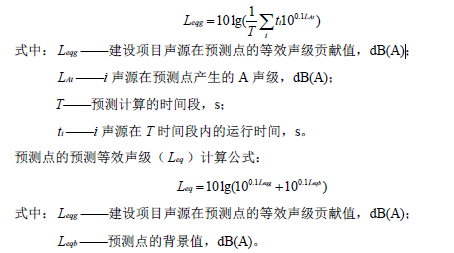 Leqg=10lg(1/T ∑i ti10^0.1LAi)
式中：Leqg——建设项目声源在预测点的等效声级贡献值，dB(A)；
LAi——i 声源在预测点产生的 A 声级，dB(A)；
T——预测计算的时间段，s；
ti——i 声源在 T 时间段内的运行时间，s。
预测点的预测等效声级（Leq）计算公式：
Leq=10lg(10^0.1Leqg+10^0.1Leqb)
式中：Leqg——建设项目声源在预测点的等效声级贡献值，dB(A)；
Leqb——预测点的背景值，dB(A)。